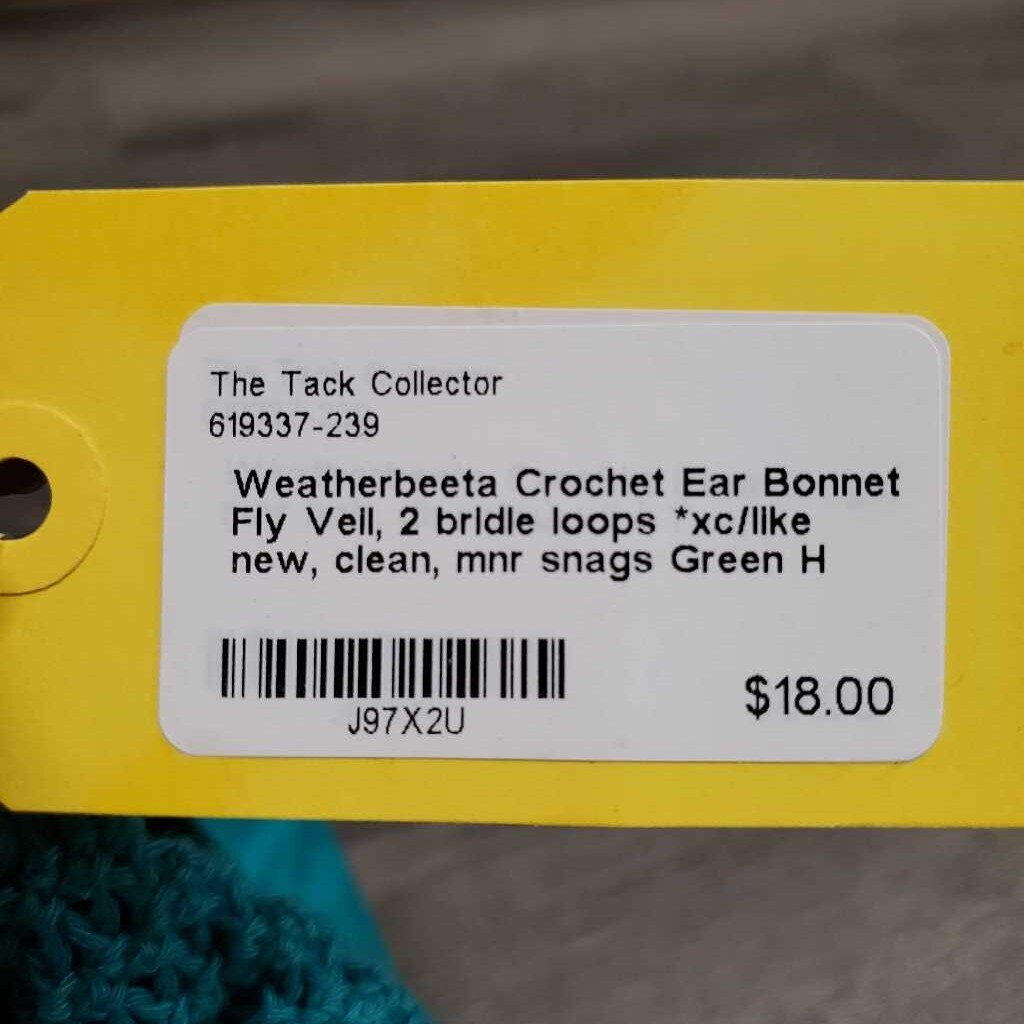 The Tack Collector
619337-239
Weatherbeeta Crochet Ear Bonnet
Fly Veil, 2 bridle loops *xc/like
new, clean, mnr snags Green H
J97X2U
$18.00